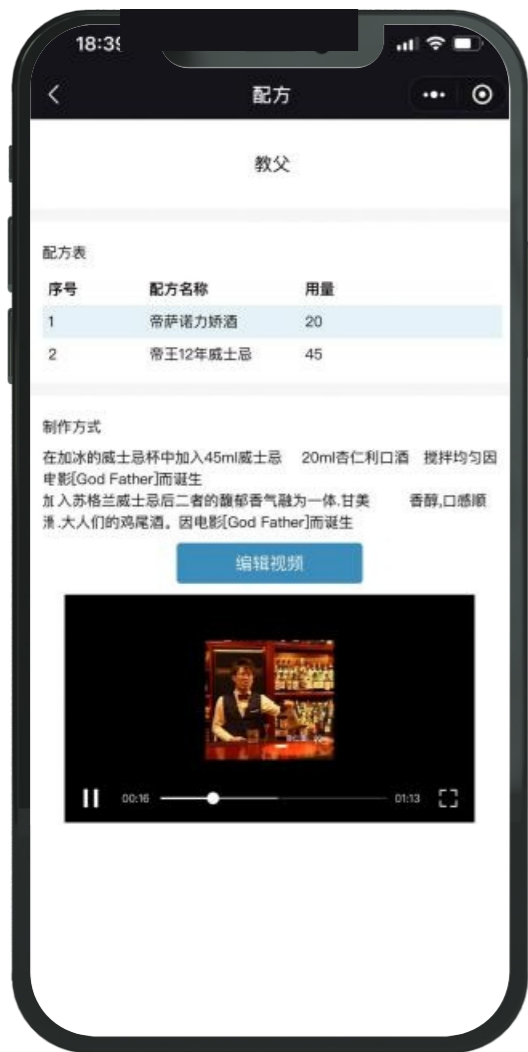 18:39
配方
教父
配方表
序号 配方名称 用量
1 帝萨诺力娇酒 20
2 帝王12年威士忌 45
制作方式
在加冰的威士忌杯中加入45ml威士忌 20ml杏仁利口酒 搅拌均匀因
电影[God Father]而诞生
加入苏格兰威士忌后二者的馥郁香气融为一体.甘美 香醇,口感顺
滑.大人们的鸡尾酒。因电影[God Father]而诞生
编辑视频
00:16 01:13